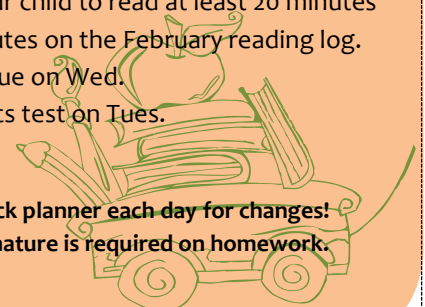 ur child to read at least 20 minutes
utes on the February reading log.
ue on Wed.
ts test on Tues.
ck planner each day for changes!
nature is required on homework.